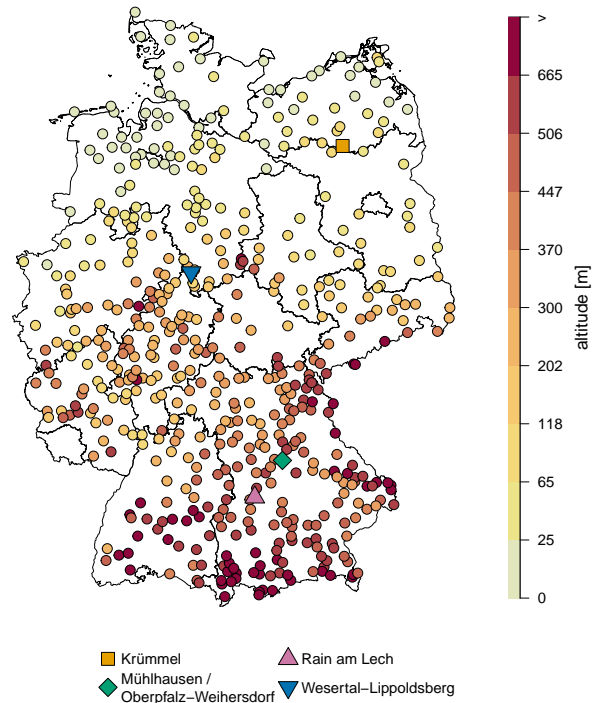 >
665
506
447
370
300
202
118
65
25
0
altitude [m]
Krümmel
Mühlhausen /
Oberpfalz−Weihersdorf
Rain am Lech
Wesertal−Lippoldsberg